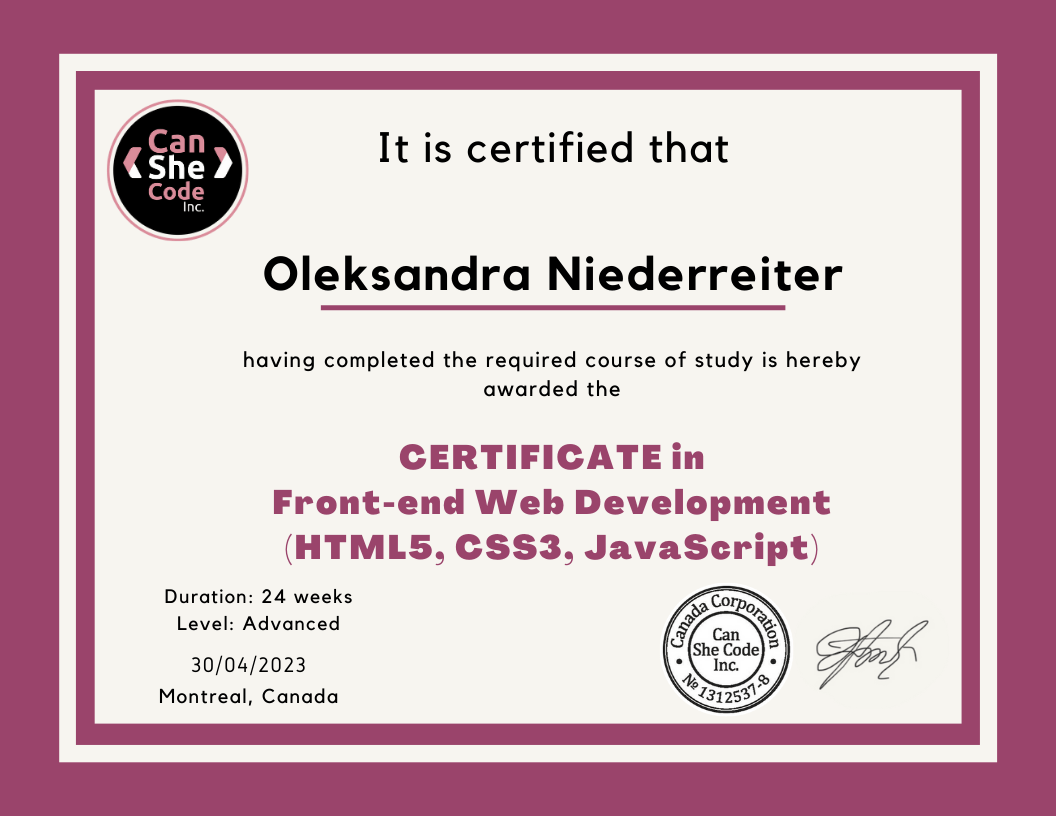 Can
She
Code
Inc.
It is certified that
Oleksandra Niederreiter
having completed the required course of study is hereby
awarded the
CERTIFICATE in
Front-end Web Development
(HTML5, CSS3, JavaScript)
Duration: 24 weeks
Level: Advanced
30/04/2023
Montreal, Canada
Canada Corporation
Can
She Code
Inc.
№ 1312537-8